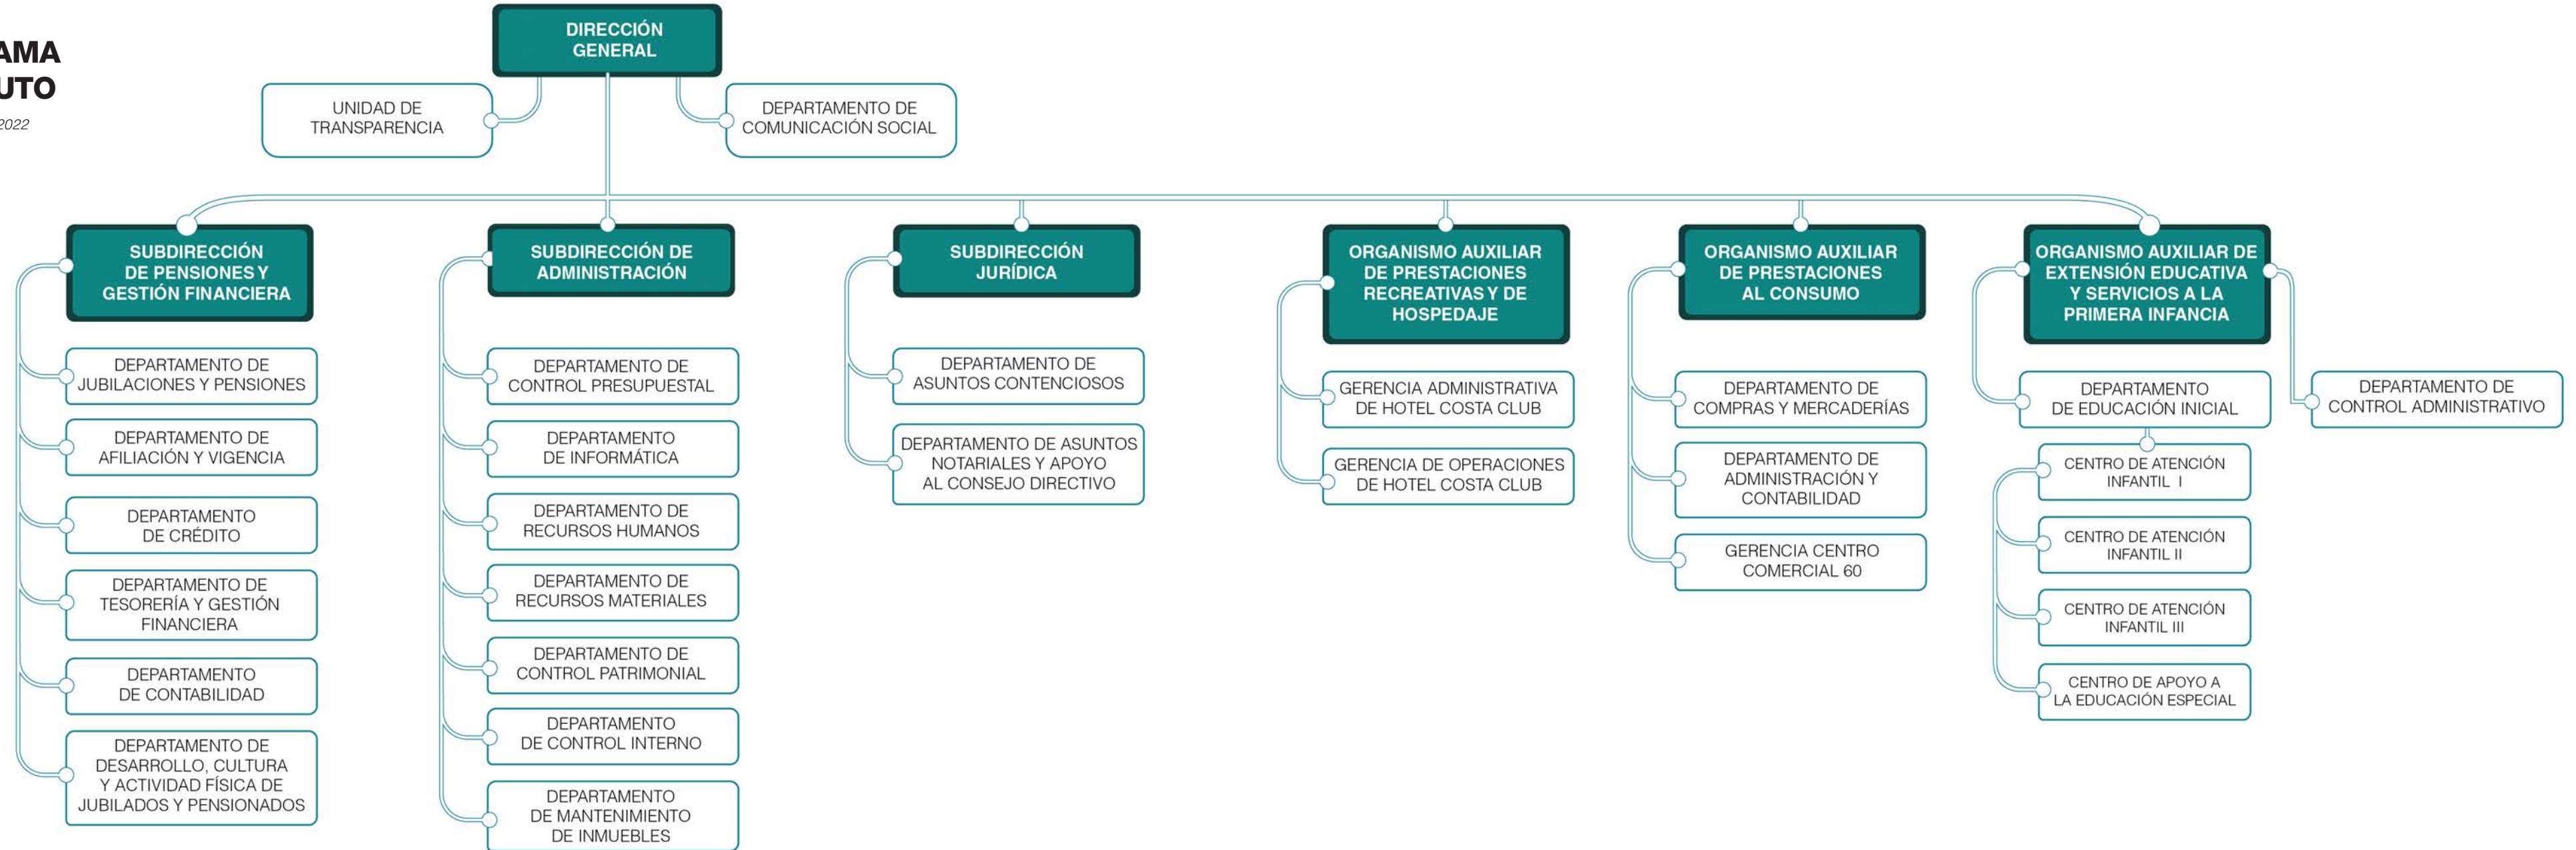 AMA
UTO
2022
DIRECCIÓN
GENERAL
UNIDAD DE
TRANSPARENCIA
DEPARTAMENTO DE
COMUNICACIÓN SOCIAL
SUBDIRECCIÓN
DE PENSIONES Y
GESTIÓN FINANCIERA
DEPARTAMENTO DE
JUBILACIONES Y PENSIONES
DEPARTAMENTO DE
AFILIACIÓN Y VIGENCIA
DEPARTAMENTO
DE CRÉDITO
DEPARTAMENTO DE
TESORERÍA Y GESTIÓN
FINANCIERA
DEPARTAMENTO
DE CONTABILIDAD
DEPARTAMENTO DE
DESARROLLO, CULTURA
Y ACTIVIDAD FÍSICA DE
JUBILADOS Y PENSIONADOS
SUBDIRECCIÓN DE
ADMINISTRACIÓN
DEPARTAMENTO DE
CONTROL PRESUPUESTAL
DEPARTAMENTO
DE INFORMÁTICA
DEPARTAMENTO DE
RECURSOS HUMANOS
DEPARTAMENTO DE
RECURSOS MATERIALES
DEPARTAMENTO DE
CONTROL PATRIMONIAL
DEPARTAMENTO
DE CONTROL INTERNO
DEPARTAMENTO
DE MANTENIMIENTO
DE INMUEBLES
SUBDIRECCIÓN
JURÍDICA
DEPARTAMENTO DE
ASUNTOS CONTENCIOSOS
DEPARTAMENTO DE ASUNTOS
NOTARIALES Y APOYO
AL CONSEJO DIRECTIVO
ORGANISMO AUXILIAR
DE PRESTACIONES
RECREATIVAS Y DE
HOSPEDAJE
GERENCIA ADMINISTRATIVA
DE HOTEL COSTA CLUB
GERENCIA DE OPERACIONES
DE HOTEL COSTA CLUB
ORGANISMO AUXILIAR
DE PRESTACIONES
AL CONSUMO
DEPARTAMENTO DE
COMPRAS Y MERCADERÍAS
DEPARTAMENTO DE
ADMINISTRACIÓN Y
CONTABILIDAD
GERENCIA CENTRO
COMERCIAL 60
ORGANISMO AUXILIAR DE
EXTENSIÓN EDUCATIVA
Y SERVICIOS A LA
PRIMERA INFANCIA
DEPARTAMENTO
DE EDUCACIÓN INICIAL
CENTRO DE ATENCIÓN
INFANTIL I
CENTRO DE ATENCIÓN
INFANTIL II
CENTRO DE ATENCIÓN
INFANTIL III
CENTRO DE APOYO A
LA EDUCACIÓN ESPECIAL
DEPARTAMENTO DE
CONTROL ADMINISTRATIVO